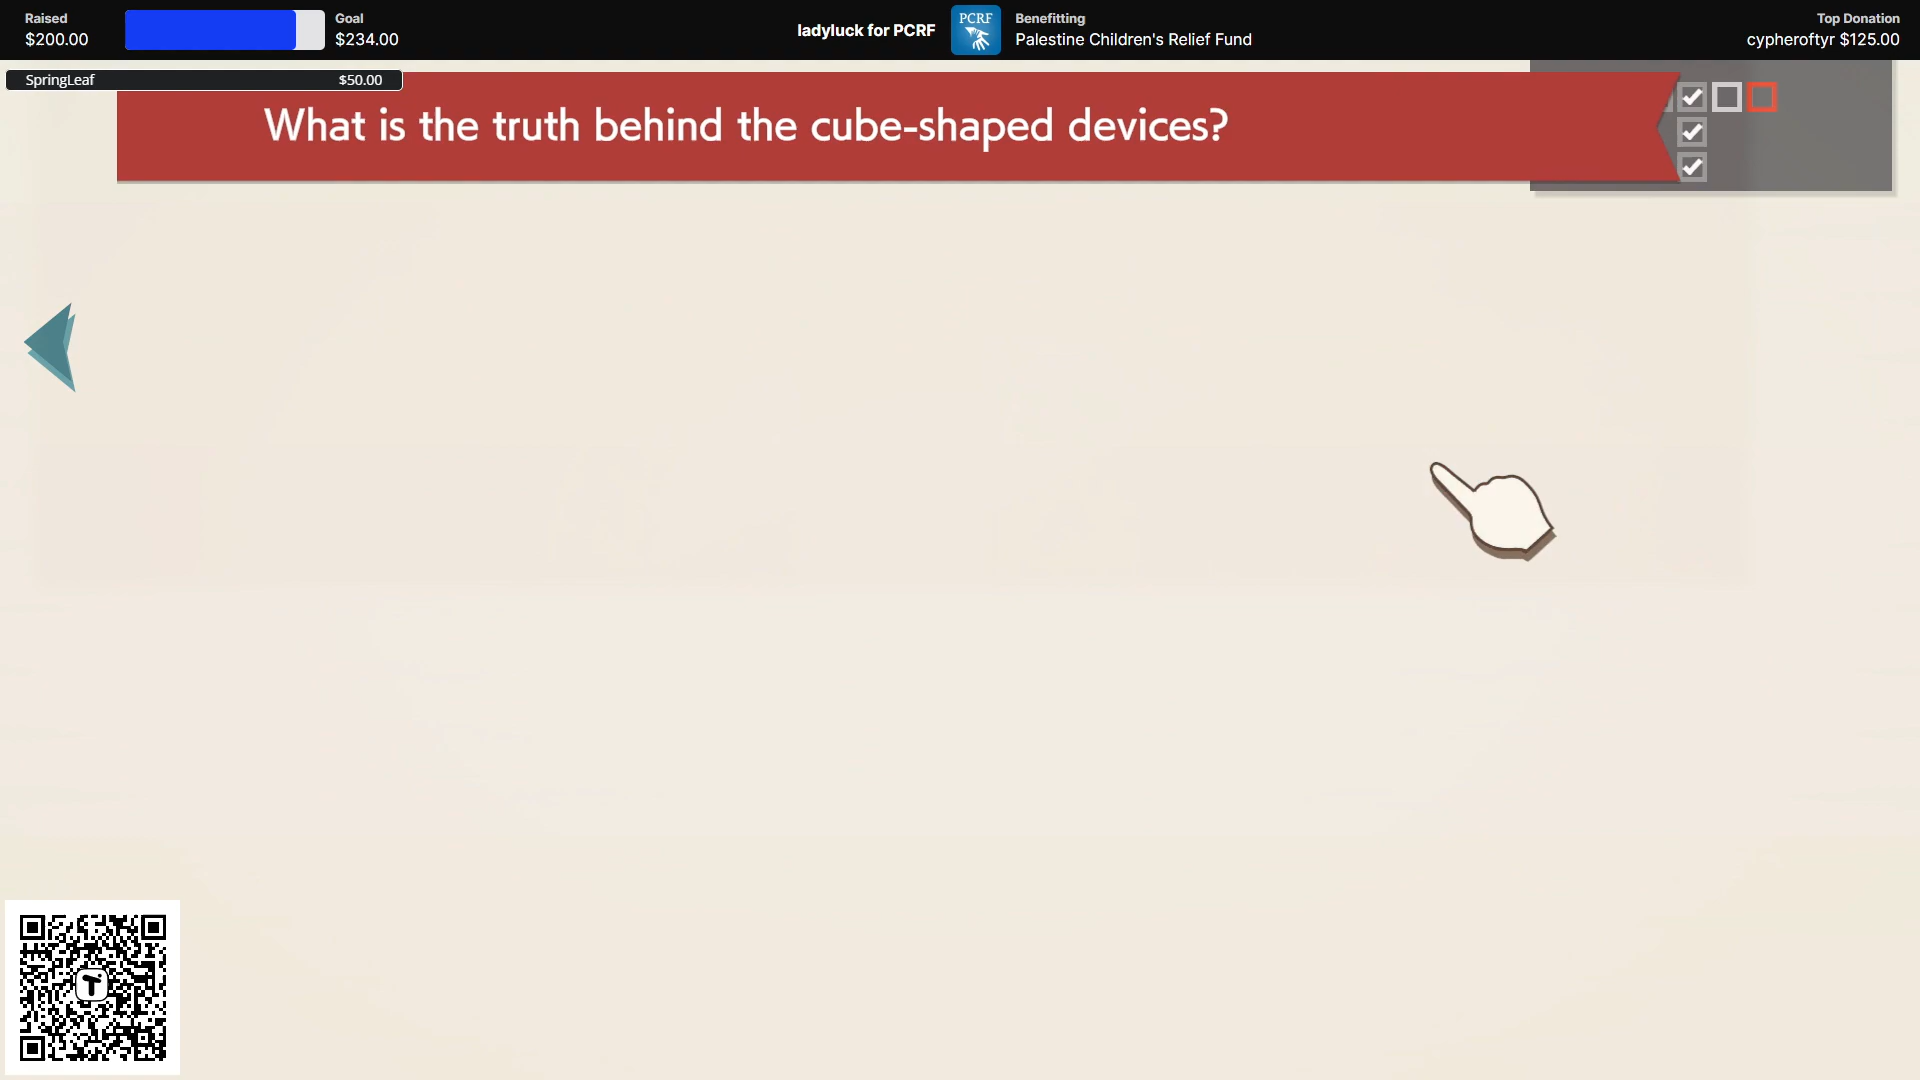 Raised
$200.00
Goal
$234.00
ladyluck for PCRF
PCRF
Benefitting
Palestine Children's Relief Fund
Top Donation
cypheroftyr $125.00
SpringLeaf $50.00
What is the truth behind the cube-shaped devices?
T